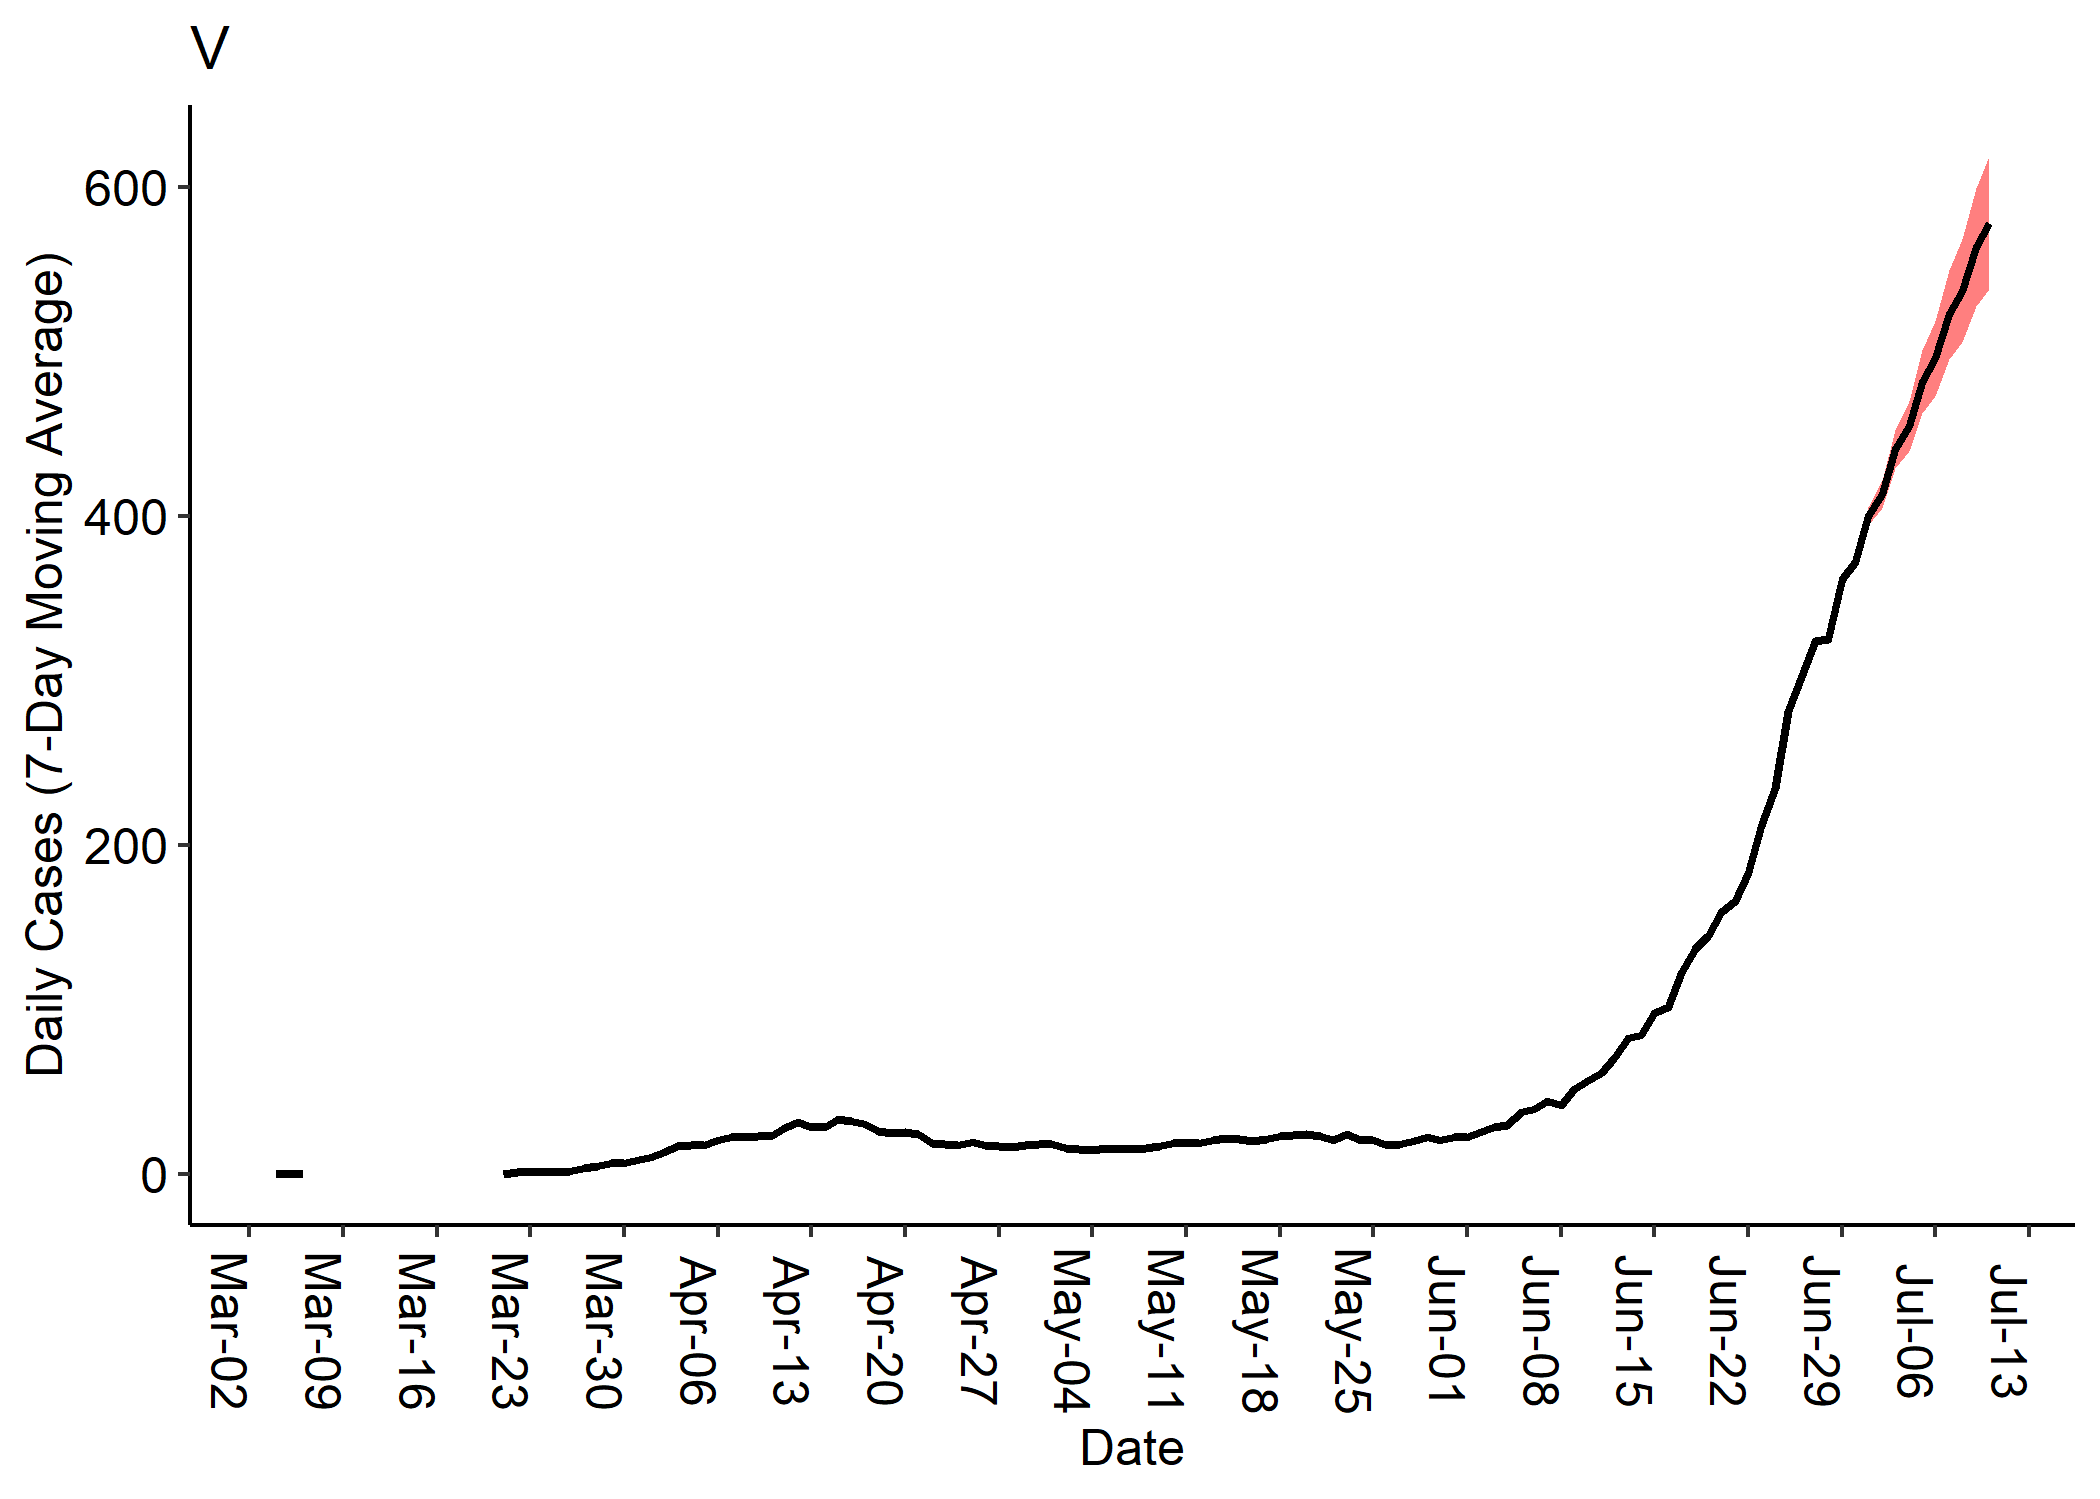 V
Daily Cases (7-Day Moving Average)
600
400
200
0
Mar-02
Mar-09
Mar-16
Mar-23
Mar-30
Apr-06
Apr-13
Apr-20
Apr-27
May-04
May-11
May-18
May-25
Jun-01
Jun-08
Jun-15
Jun-22
Jun-29
Jul-06
Jul-13
Date